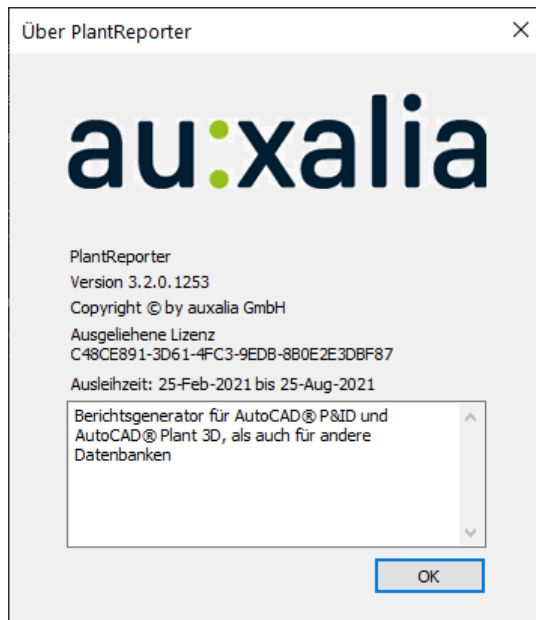 Über PlantReporter
au:xalia
PlantReporter
Version 3.2.0.1253
Copyright © by auxalia GmbH
Ausgeliehene Lizenz
C48CE891-3D61-4FC3-9EDB-8B0E2E3DBF87
Ausleihzeit: 25-Feb-2021 bis 25-Aug-2021
Berichtsgenerator für AutoCAD® P&ID und
AutoCAD® Plant 3D, als auch für andere
Datenbanken
OK